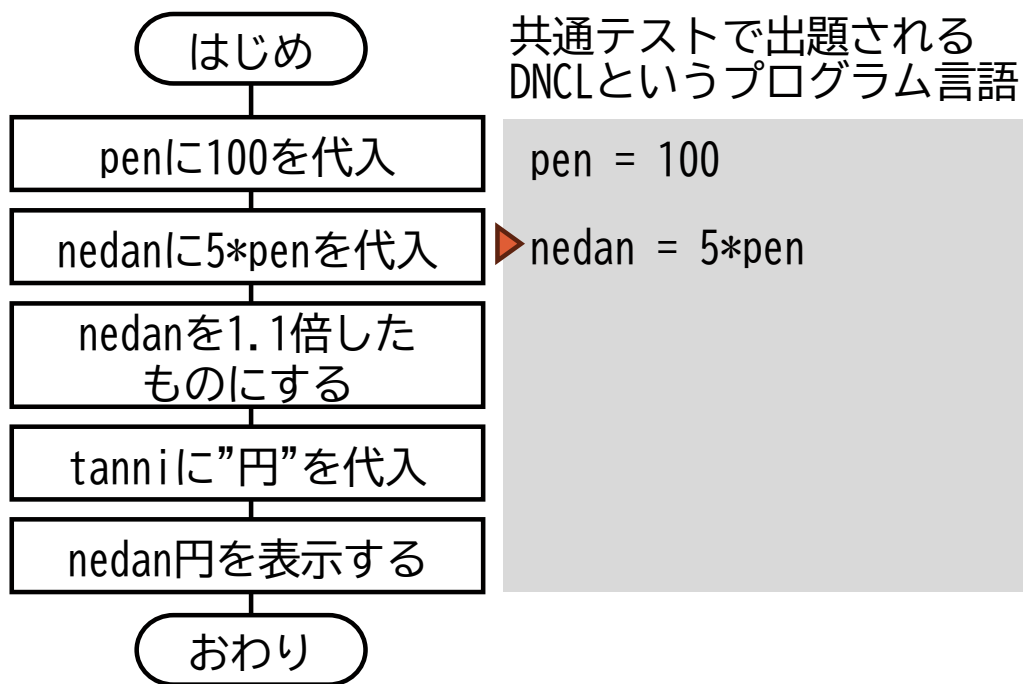 はじめ
penに100を代入
nedanに5*penを代入
nedanを1.1倍した
ものにする
tanniに”円”を代入
nedan円を表示する
おわり
共通テストで出題される
DNCLというプログラム言語
pen = 100
nedan = 5*pen